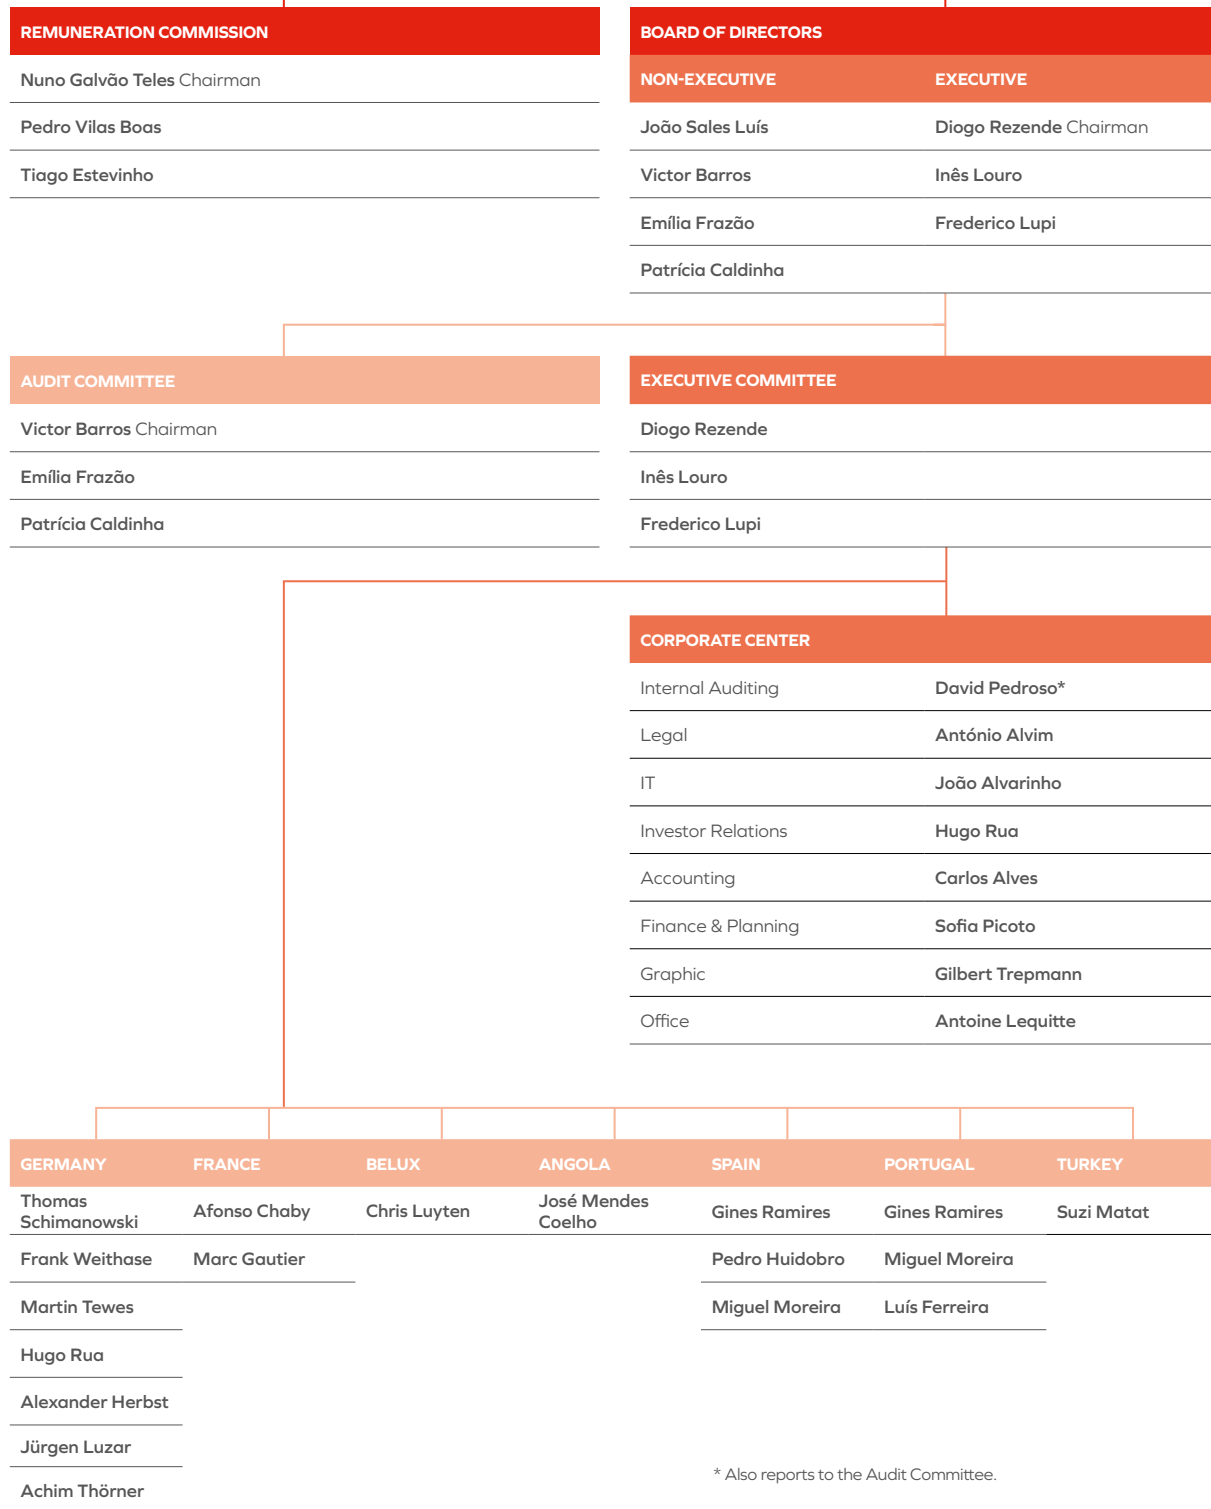 REMUNERATION COMMISSION
Nuno Galvão Teles Chairman
Pedro Vilas Boas
Tiago Estevinho
BOARD OF DIRECTORS
NON-EXECUTIVE EXECUTIVE
João Sales Luís Diogo Rezende Chairman
Victor Barros Inês Louro
Emília Frazão Frederico Lupi
Patrícia Caldinha
AUDIT COMMITTEE
Victor Barros Chairman
Emília Frazão
Patrícia Caldinha
EXECUTIVE COMMITTEE
Diogo Rezende
Inês Louro
Frederico Lupi
CORPORATE CENTER
Internal Auditing David Pedroso*
Legal António Alvim
IT João Alvarinho
Investor Relations Hugo Rua
Accounting Carlos Alves
Finance & Planning Sofia Picoto
Graphic Gilbert Trepmann
Office Antoine Lequitte
GERMANY
Thomas
Schimanowski
Frank Weithase
Martin Tewes
Hugo Rua
Alexander Herbst
Jürgen Luzar
Achim Thörner
FRANCE
Afonso Chaby
Marc Gautier
BELUX
Chris Luyten
ANGOLA
José Mendes
Coelho
SPAIN
Gines Ramires
Pedro Huidobro
Miguel Moreira
PORTUGAL
Gines Ramires
Miguel Moreira
Luís Ferreira
TURKEY
Suzi Matat
* Also reports to the Audit Committee.